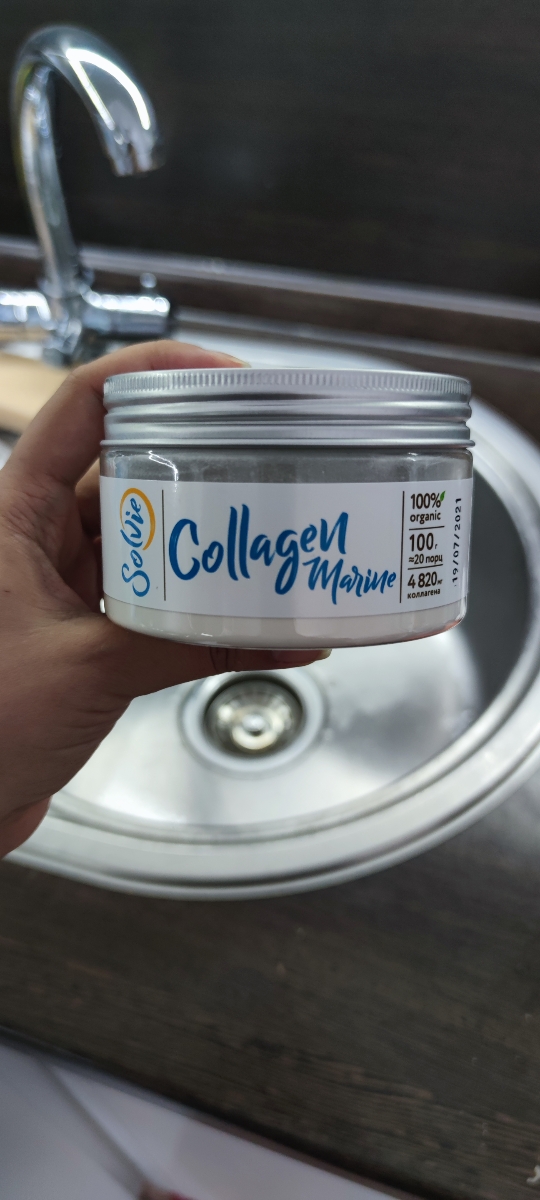 Solvie
Collagen
Marine
100%
organic
100 г
≈20 порц
4 820 мг
коллагена
19/07/2021